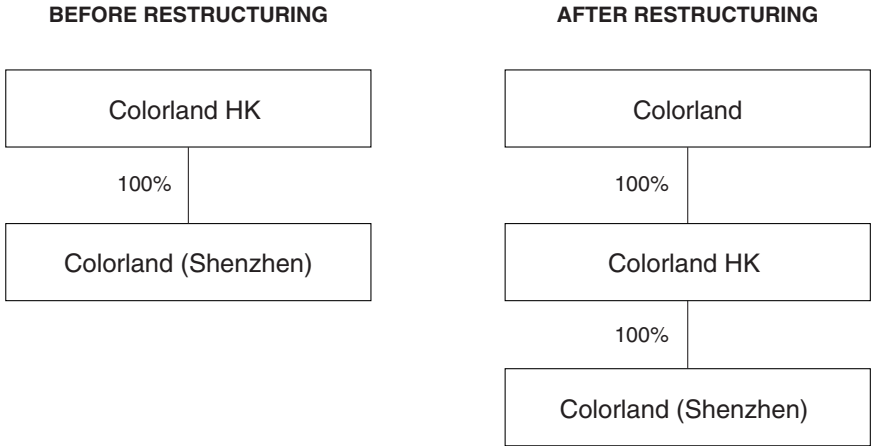 BEFORE RESTRUCTURING
Colorland HK
100%
Colorland (Shenzhen)
AFTER RESTRUCTURING
Colorland
100%
Colorland HK
100%
Colorland (Shenzhen)